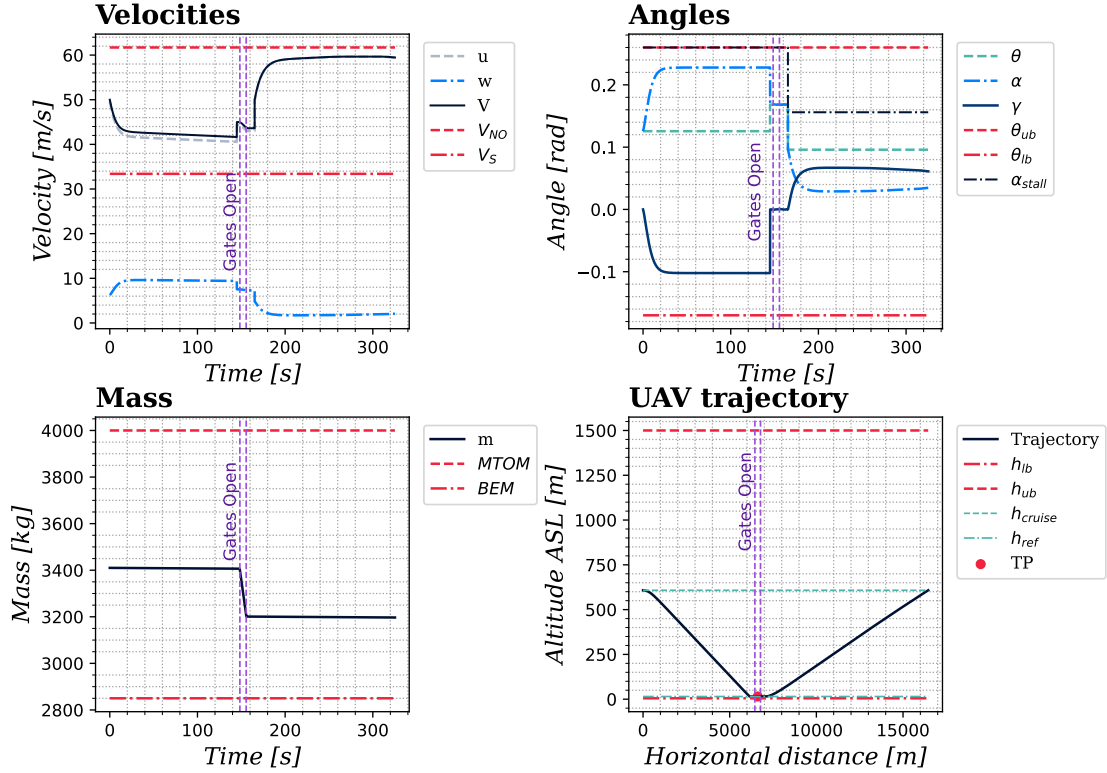 Velocities
Velocity [m/s]
60
50
40
30
20
10
0
Gates Open
0
100
200
300
Time [s]
u
w
V
V_NO
V_S
Angles
Angle [rad]
0.2
0.1
0.0
−0.1
Gates Open
0
100
200
300
Time [s]
θ
α
γ
θ_ub
θ_lb
α_stall
Mass
Mass [kg]
4000
3800
3600
3400
3200
3000
2800
Gates Open
0
100
200
300
Time [s]
m
MTOM
BEM
UAV trajectory
Altitude ASL [m]
1500
1250
1000
750
500
250
0
Gates Open
0
5000
10000
15000
Horizontal distance [m]
Trajectory
h_lb
h_ub
h_cruise
h_ref
TP